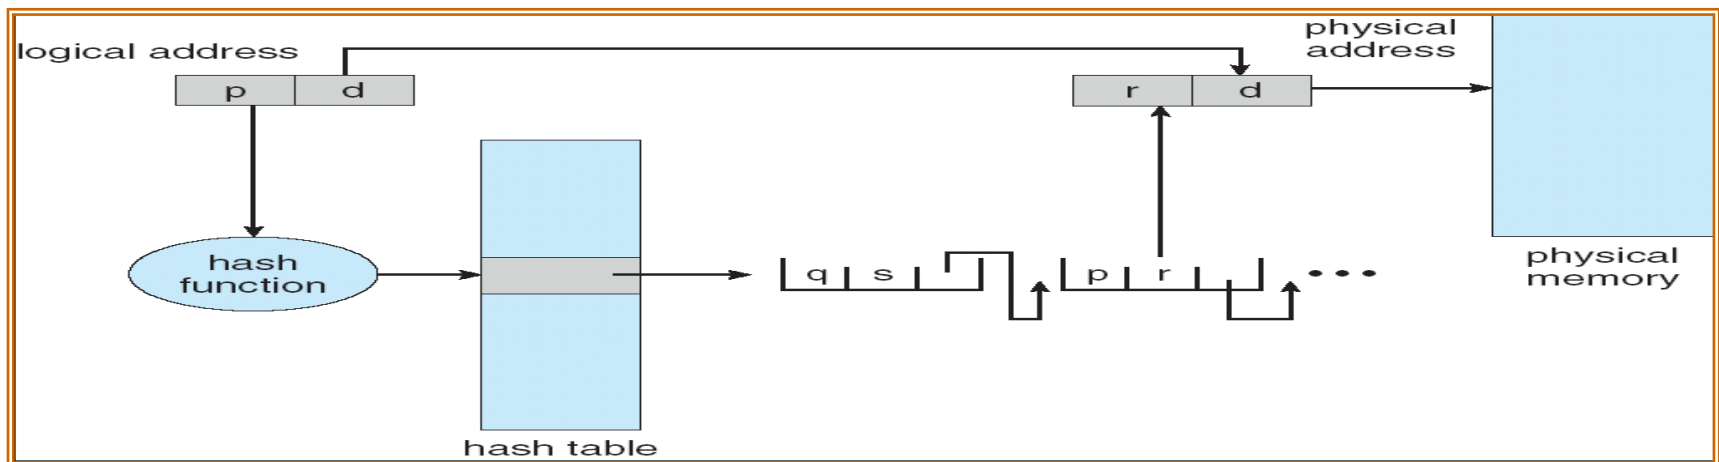 logical address
p d
physical
address
r d
hash
function
q s
p r
•••
physical
memory
hash table